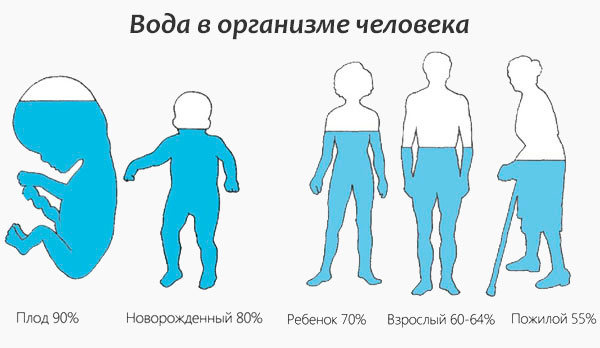 Вода в организме человека
Плод 90%
Новорожденный 80%
Ребенок 70%
Взрослый 60-64%
Пожилой 55%